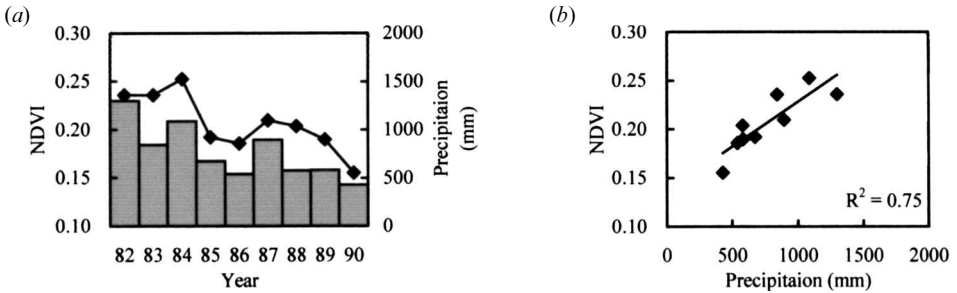 (a)
NDVI
0.30
0.25
0.20
0.15
0.10
2000
1500
1000
500
0
Precipitaion
(mm)
82 83 84 85 86 87 88 89 90
Year
(b)
NDVI
0.30
0.25
0.20
0.15
0.10
R² = 0.75
0 500 1000 1500 2000
Precipitaion (mm)